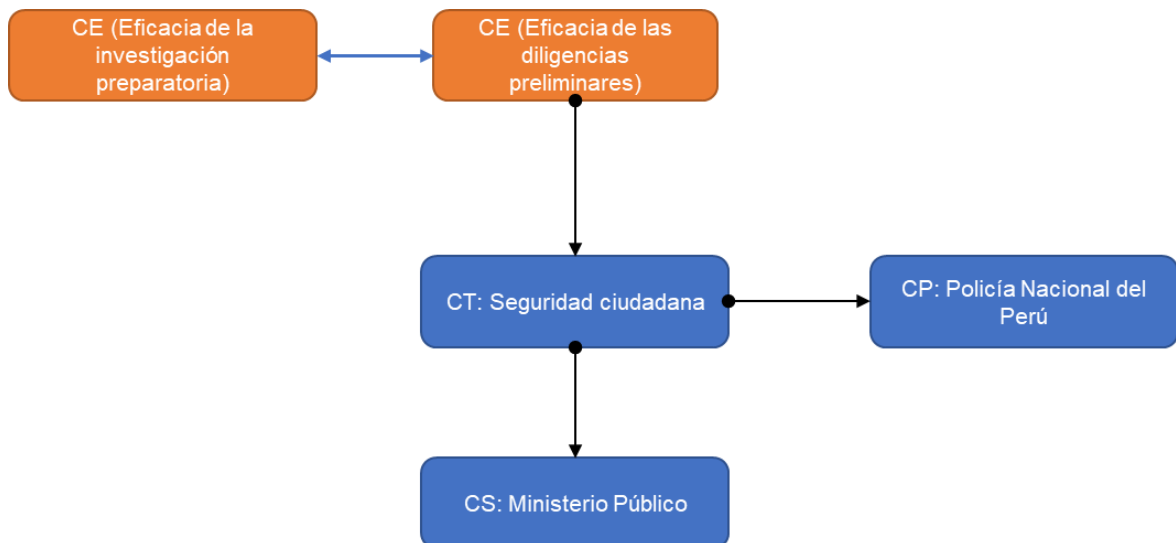 CE (Eficacia de la
investigación
preparatoria)
CE (Eficacia de las
diligencias
preliminares)
CT: Seguridad ciudadana
CP: Policía Nacional del
Perú
CS: Ministerio Público